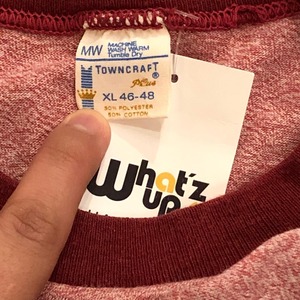 MW
MACHINE
WASH WARM
Tumble Dry
TOWNCRAFT®
Plus
XL 46-48
50% POLYESTER
50% COTTON
What'z
up